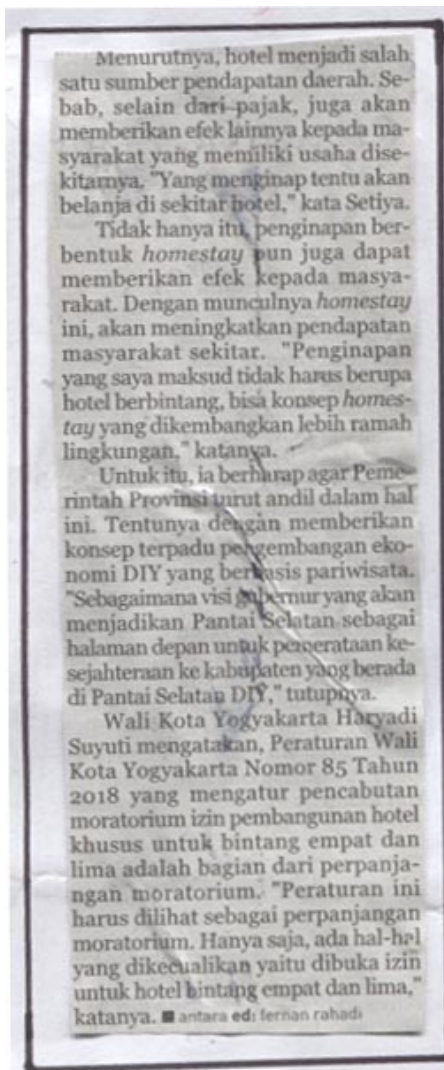 Menurutnya, hotel menjadi salah
satu sumber pendapatan daerah. Se-
bab, selain dari pajak, juga akan
memberikan efek lainnya kepada ma-
syarakat yang memiliki usaha dise-
kitarnya. "Yang menginap tentu akan
belanja di sekitar hotel," kata Setiya.
Tidak hanya itu, penginapan ber-
bentuk homestay pun juga dapat
memberikan efek kepada masya-
rakat. Dengan munculnya homestay
ini, akan meningkatkan pendapatan
masyarakat sekitar. "Penginapan
yang saya maksud tidak harus berupa
hotel berbintang, bisa konsep homes-
tay yang dikembangkan lebih ramah
lingkungan," katanya.
Untuk itu, ia berharap agar Peme-
rintah Provinsi turut andil dalam hal
ini. Tentunya dengan memberikan
konsep terpadu pengembangan eko-
nomi DIY yang berbasis pariwisata.
"Sebagaimana visi gubernur yang akan
menjadikan Pantai Selatan sebagai
halaman depan untuk pemerataan ke-
sejahteraan ke kabupaten yang berada
di Pantai Selatan DIY," tutupnya.
Wali Kota Yogyakarta Haryadi
Suyuti mengatakan, Peraturan Wali
Kota Yogyakarta Nomor 85 Tahun
2018 yang mengatur pencabutan
moratorium izin pembangunan hotel
khusus untuk bintang empat dan
lima adalah bagian dari perpanja-
ngan moratorium. "Peraturan ini
harus dilihat sebagai perpanjangan
moratorium. Hanya saja, ada hal-hal
yang dikecualikan yaitu dibuka izin
untuk hotel bintang empat dan lima,"
katanya. ■ antara ed: fernan rahadi